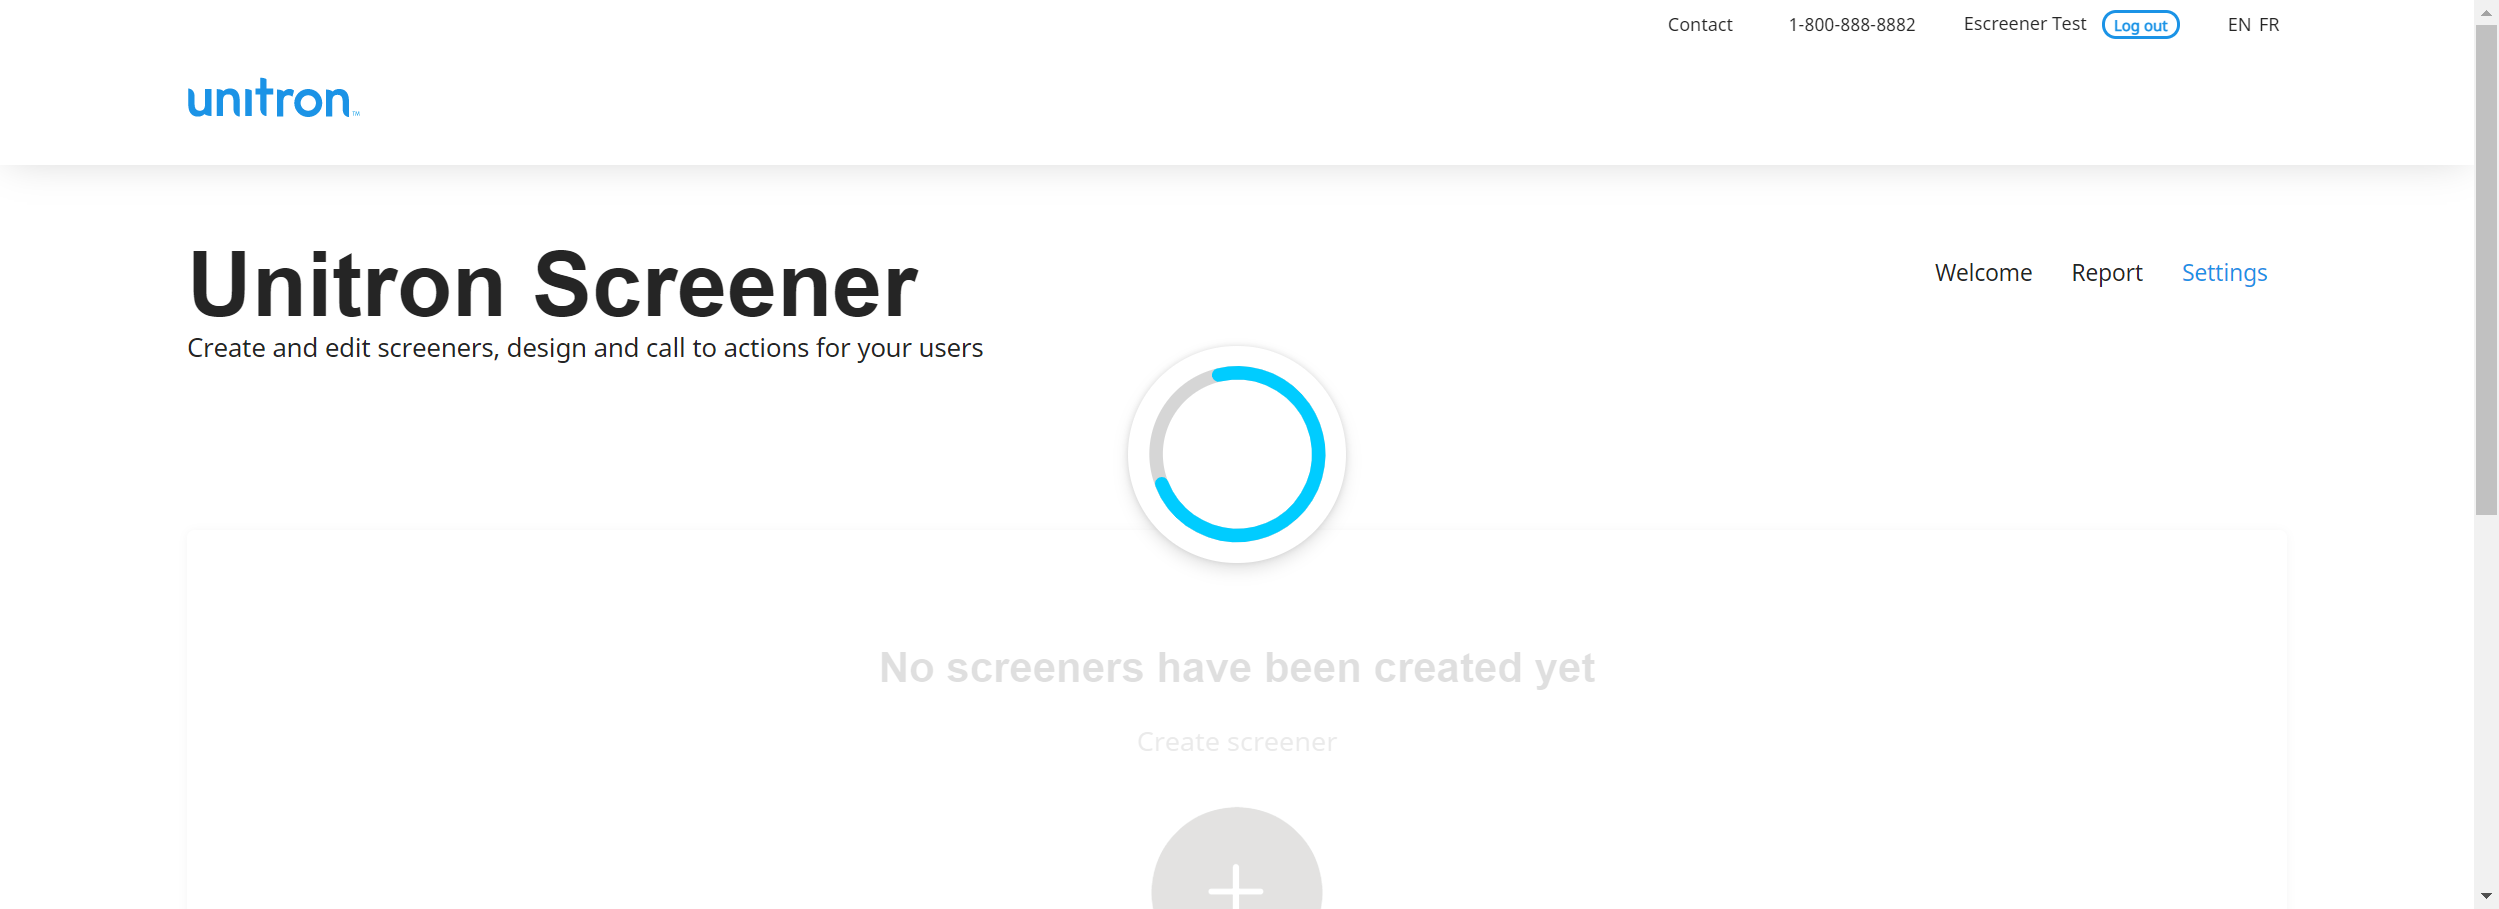 Contact 1-800-888-8882 Escreener Test Log out EN FR
unitron™
Unitron Screener
Welcome Report Settings
Create and edit screeners, design and call to actions for your users
No screeners have been created yet
Create screener